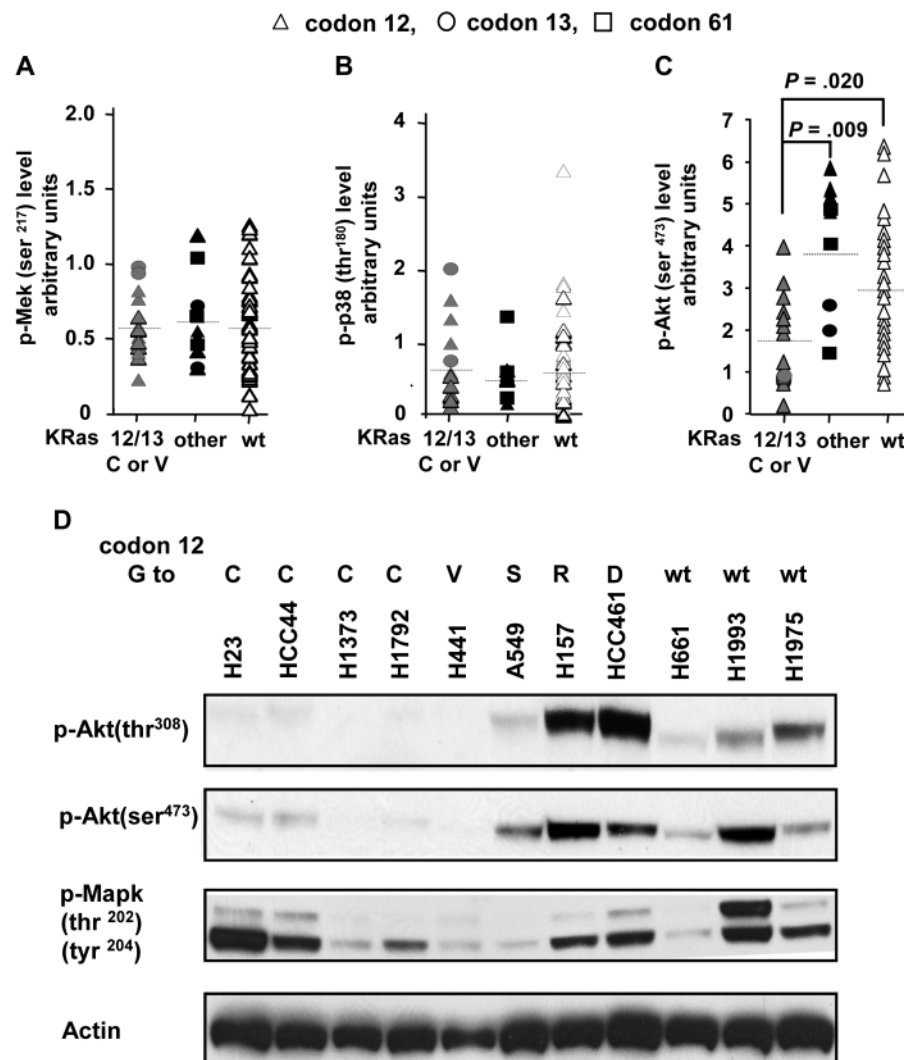 △ codon 12, ○ codon 13, □ codon 61
A
p-Mek (ser 217) level
arbitrary units
2.0
1.5
1.0
0.5
0
KRas 12/13 other wt
C or V
B
p-p38 (thr180) level
arbitrary units
4
3
2
1
0
KRas 12/13 other wt
C or V
C
P = .020
P = .009
p-Akt (ser 473) level
arbitrary units
7
6
5
4
3
2
1
0
KRas 12/13 other wt
C or V
D
codon 12
G to C C C C V S R D wt wt wt
H23 HCC44 H1373 H1792 H441 A549 H157 HCC461 H661 H1993 H1975
p-Akt(thr308)
p-Akt(ser473)
p-Mapk
(thr 202)
(tyr 204)
Actin